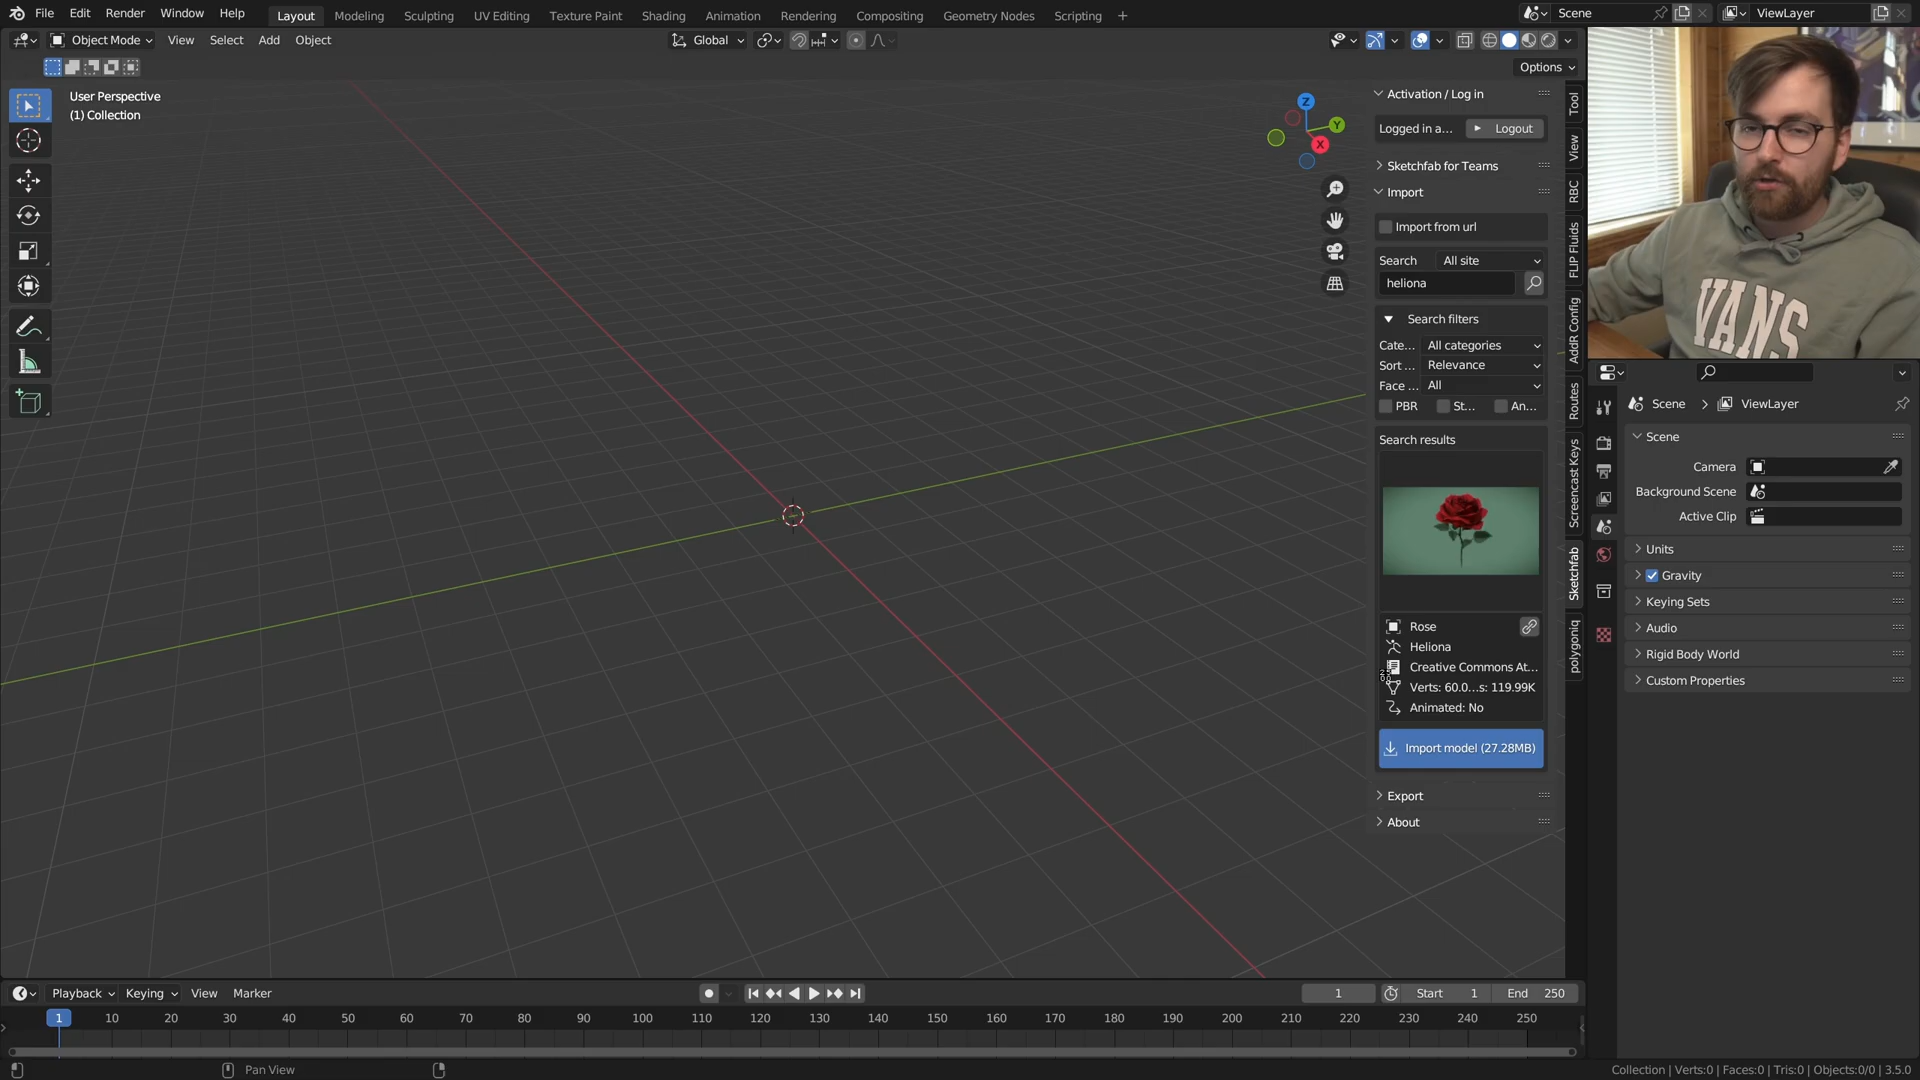 File Edit Render Window Help Layout Modeling Sculpting UV Editing Texture Paint Shading Animation Rendering Compositing Geometry Nodes Scripting + Scene ViewLayer
Object Mode View Select Add Object Global
Options
User Perspective
(1) Collection
Z
Y
X
Activation / Log in
Logged in a... Logout
Sketchfab for Teams
Import
Import from url
Search All site
heliona
Search filters
Cate... All categories
Sort ... Relevance
Face ... All
PBR St... An...
Search results
Rose
Heliona
Creative Commons At...
Verts: 60.0...s: 119.99K
Animated: No
Import model (27.28MB)
Export
About
Tool
View
RBC
FLIP Fluids
AddR Config
Routes
Screencast Keys
Sketchfab
polygoniq
VANS
Scene > ViewLayer
Scene
Camera
Background Scene
Active Clip
Units
Gravity
Keying Sets
Audio
Rigid Body World
Custom Properties
Playback Keying View Marker 1 Start 1 End 250
1 10 20 30 40 50 60 70 80 90 100 110 120 130 140 150 160 170 180 190 200 210 220 230 240 250
Pan View
Collection | Verts:0 | Faces:0 | Tris:0 | Objects:0/0 | 3.5.0